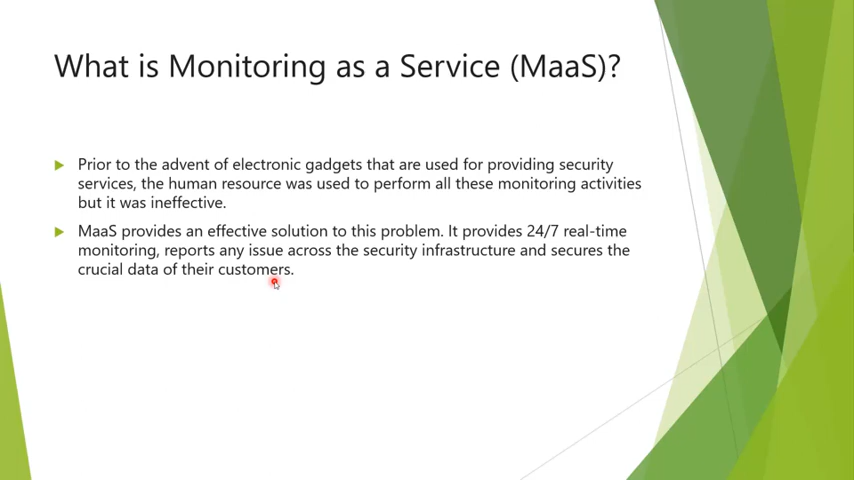 What is Monitoring as a Service (MaaS)?
Prior to the advent of electronic gadgets that are used for providing security
services, the human resource was used to perform all these monitoring activities
but it was ineffective.
MaaS provides an effective solution to this problem. It provides 24/7 real-time
monitoring, reports any issue across the security infrastructure and secures the
crucial data of their customers.